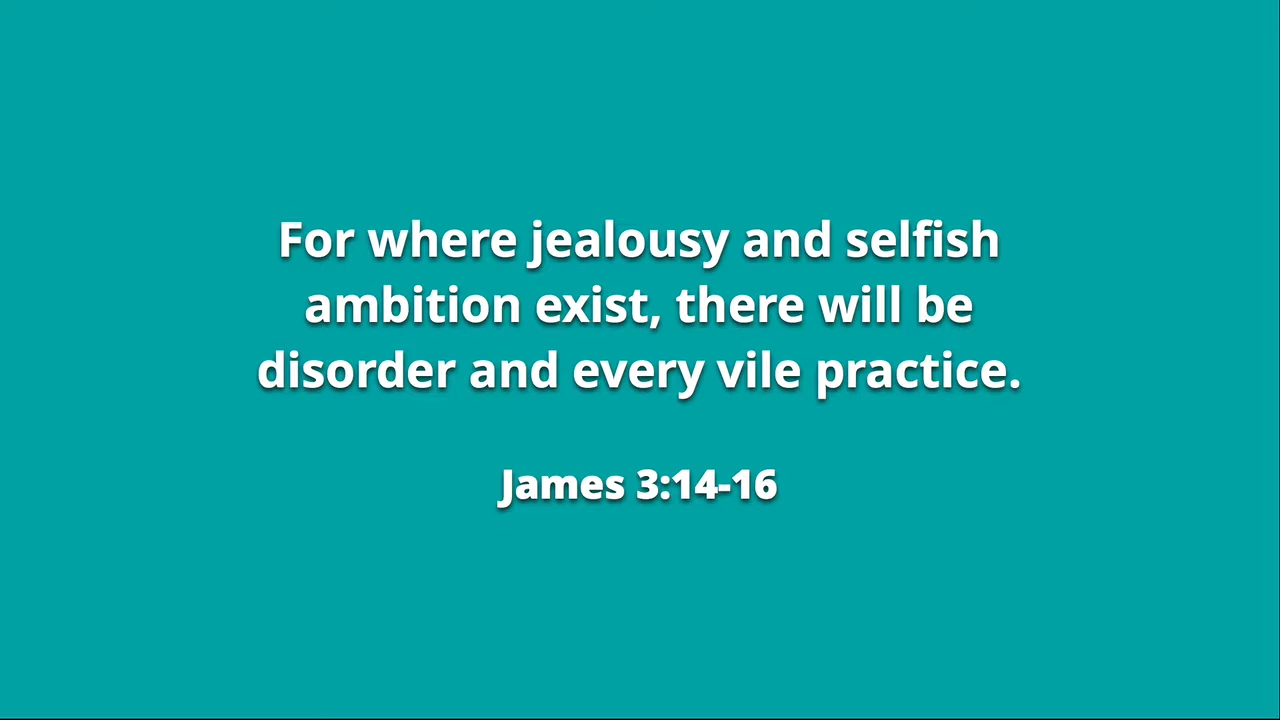 For where jealousy and selfish
ambition exist, there will be
disorder and every vile practice.
James 3:14-16